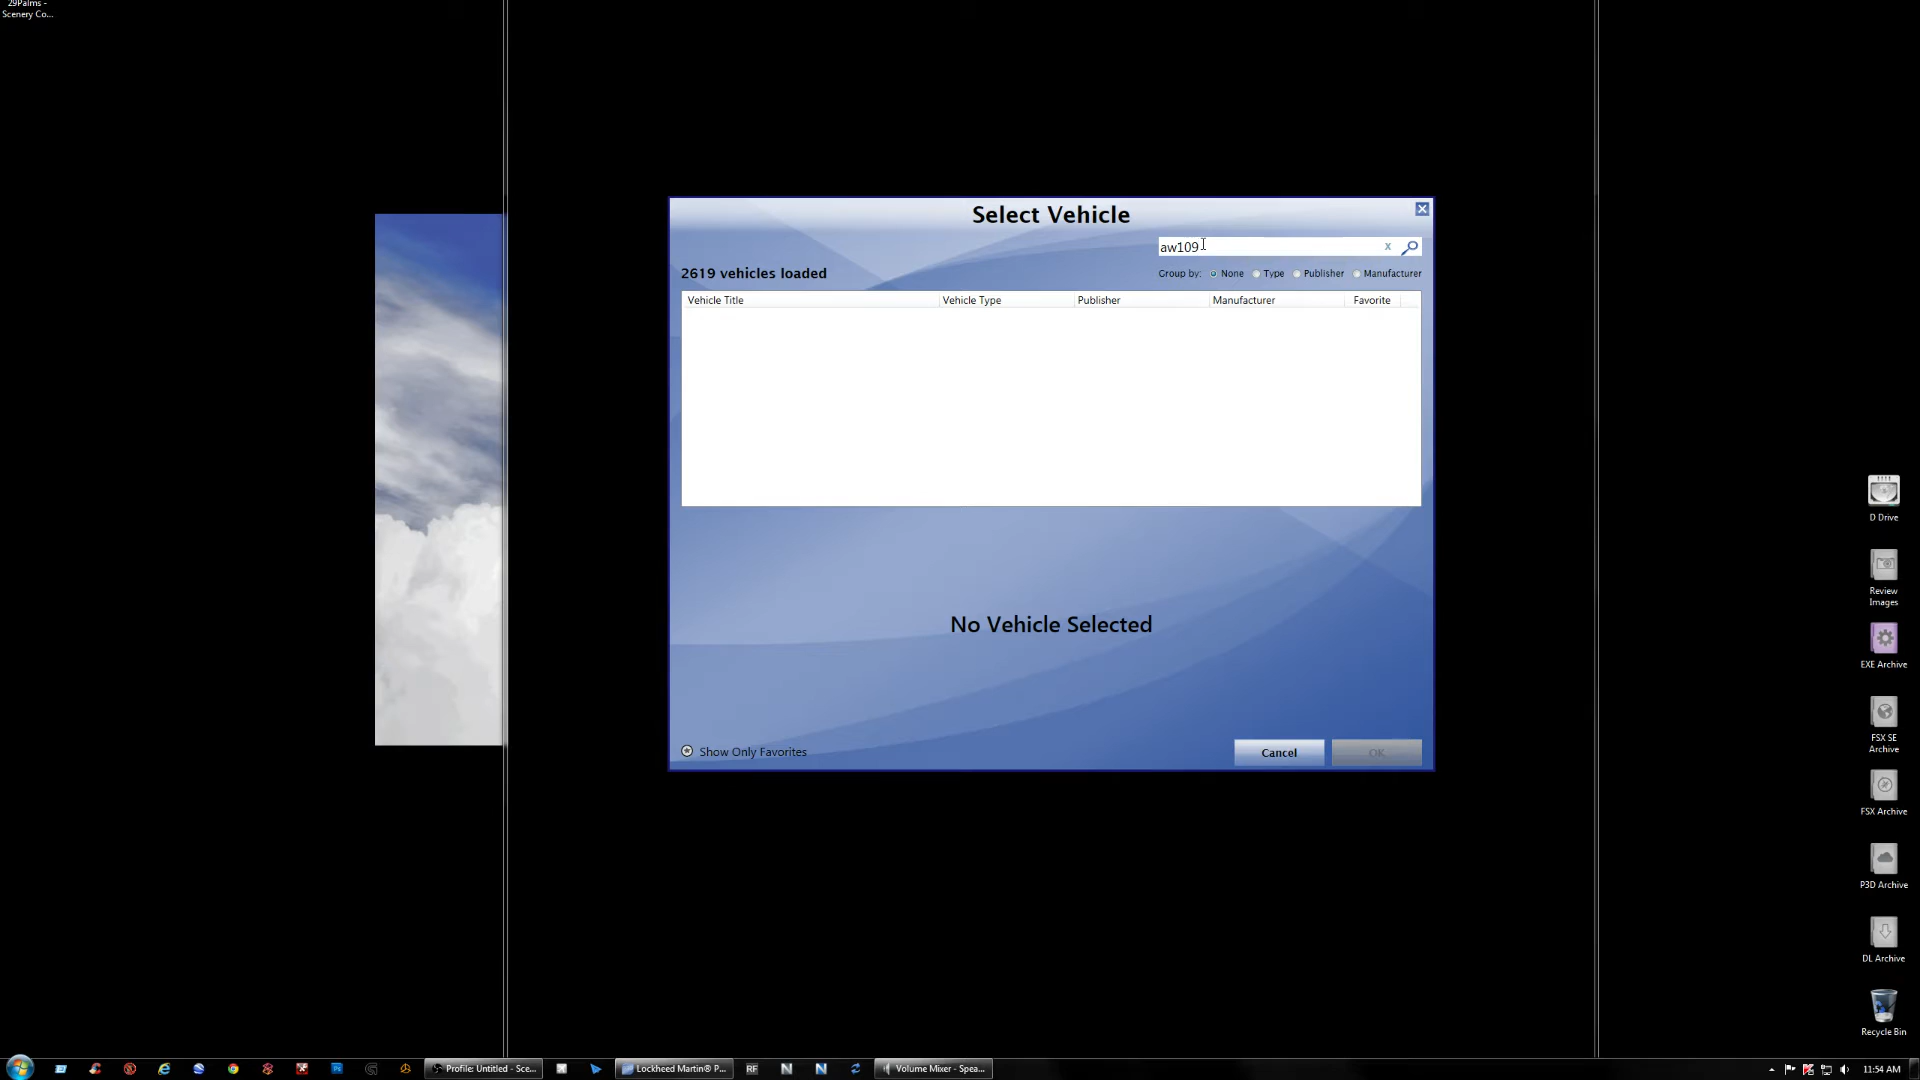 29Palms -
Scenery Co...
Select Vehicle
aw109
x
2619 vehicles loaded
Group by: None Type Publisher Manufacturer
Vehicle Title Vehicle Type Publisher Manufacturer Favorite
No Vehicle Selected
Show Only Favorites
Cancel OK
D Drive
Review
Images
EXE Archive
FSX SE
Archive
FSX Archive
P3D Archive
DL Archive
Recycle Bin
Profile: Untitled - Sce...
Lockheed Martin® P...
RF
N
N
Volume Mixer - Spea...
11:54 AM